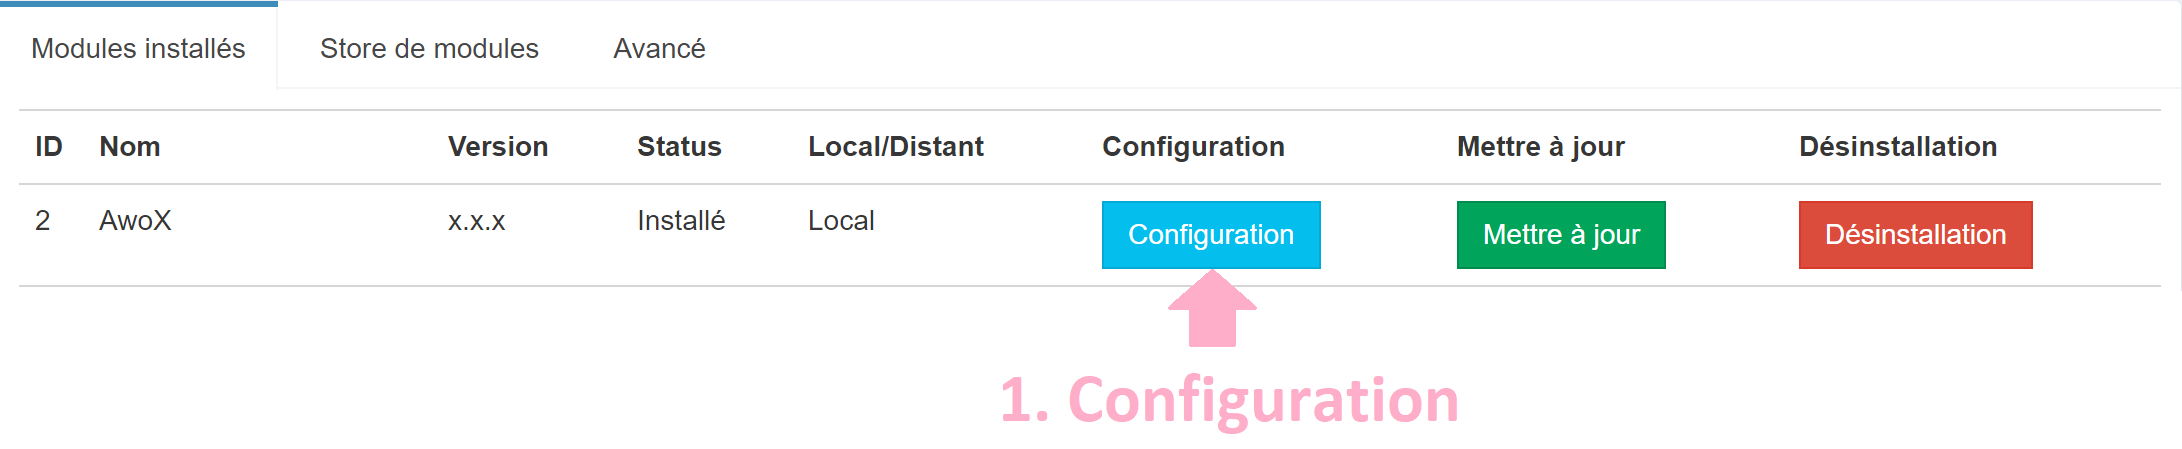 Modules installés Store de modules Avancé
ID Nom Version Status Local/Distant Configuration Mettre à jour Désinstallation
2 AwoX x.x.x Installé Local Configuration Mettre à jour Désinstallation
1. Configuration